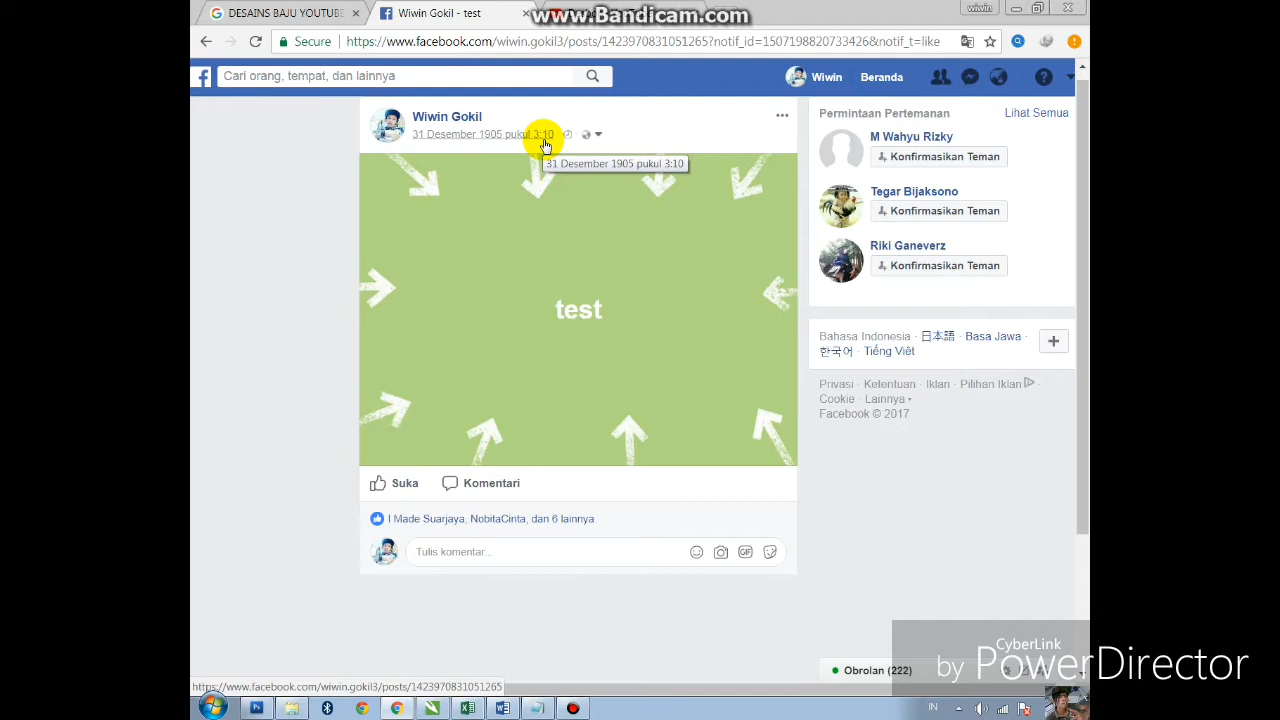 DESAINS BAJU YOUTUBE
Wiwin Gokil - test
www.Bandicam.com
wiwin
Secure
https://www.facebook.com/wiwin.gokil3/posts/1423970831051265?notif_id=1507198820733426&notif_t=like
Cari orang, tempat, dan lainnya
Wiwin
Beranda
Wiwin Gokil
31 Desember 1905 pukul 3:10
31 Desember 1905 pukul 3:10
test
Suka
Komentari
I Made Suarjaya, NobitaCinta, dan 6 lainnya
Tulis komentar...
GIF
Permintaan Pertemanan
Lihat Semua
M Wahyu Rizky
Konfirmasikan Teman
Tegar Bijaksono
Konfirmasikan Teman
Riki Ganeverz
Konfirmasikan Teman
Bahasa Indonesia · 日本語 · Basa Jawa ·
한국어 · Tiếng Việt
Privasi · Ketentuan · Iklan · Pilihan Iklan ·
Cookie · Lainnya
Facebook © 2017
Obrolan (222)
CyberLink
by PowerDirector
https://www.facebook.com/wiwin.gokil3/posts/1423970831051265
IN